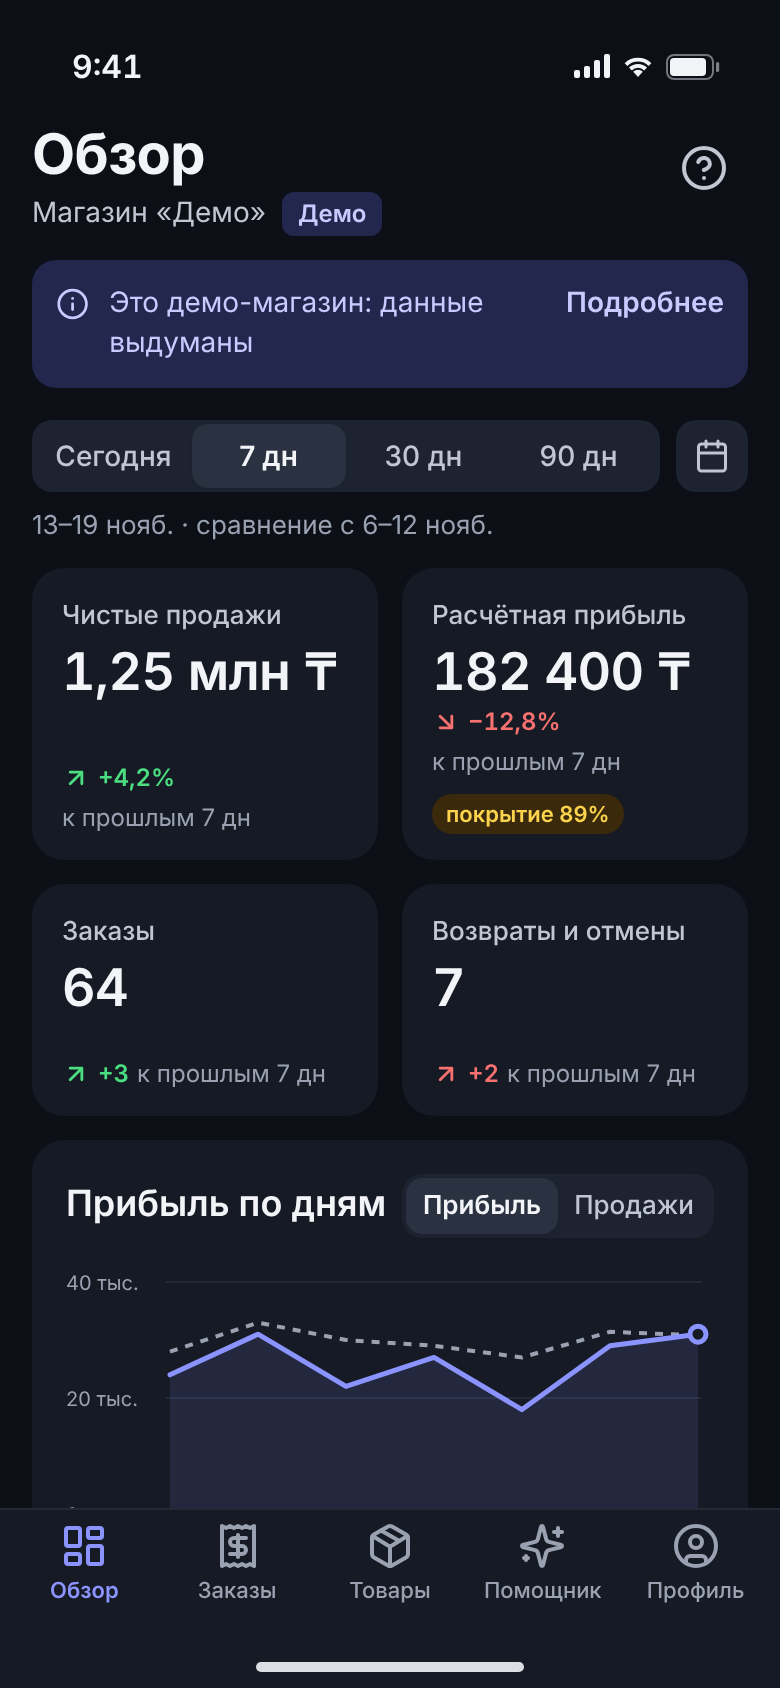 9:41
Обзор
Магазин «Демо» Демо
Это демо-магазин: данные Подробнее
выдуманы
Сегодня 7 дн 30 дн 90 дн
13–19 нояб. · сравнение с 6–12 нояб.
Чистые продажи
1,25 млн ₸
+4,2%
к прошлым 7 дн
Расчётная прибыль
182 400 ₸
−12,8%
к прошлым 7 дн
покрытие 89%
Заказы
64
+3 к прошлым 7 дн
Возвраты и отмены
7
+2 к прошлым 7 дн
Прибыль по дням Прибыль Продажи
40 тыс.
20 тыс.
Обзор Заказы Товары Помощник Профиль